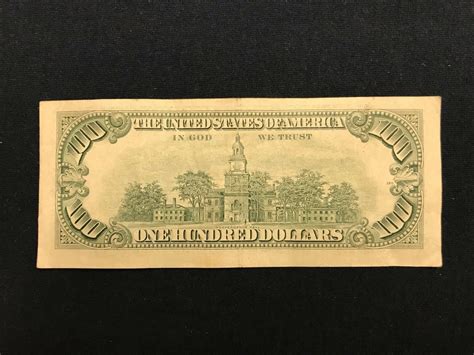 100 THE UNITED STATES OF AMERICA 100
IN GOD WE TRUST
100 ONE HUNDRED DOLLARS 100